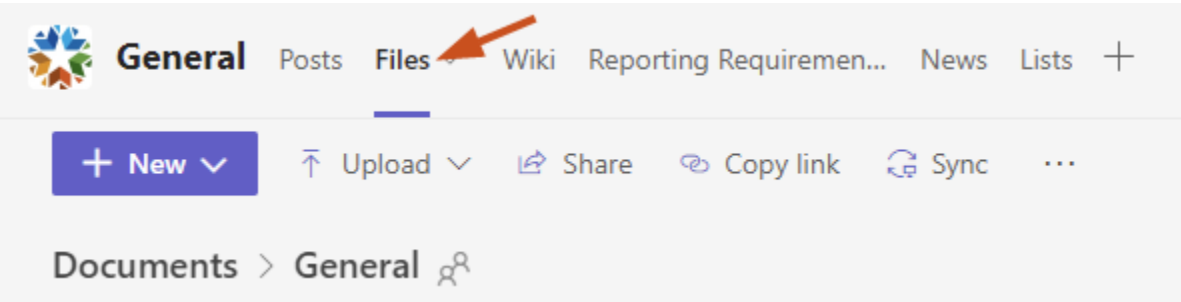 General Posts Files Wiki Reporting Requiremen... News Lists
New Upload Share Copy link Sync ...
Documents > General